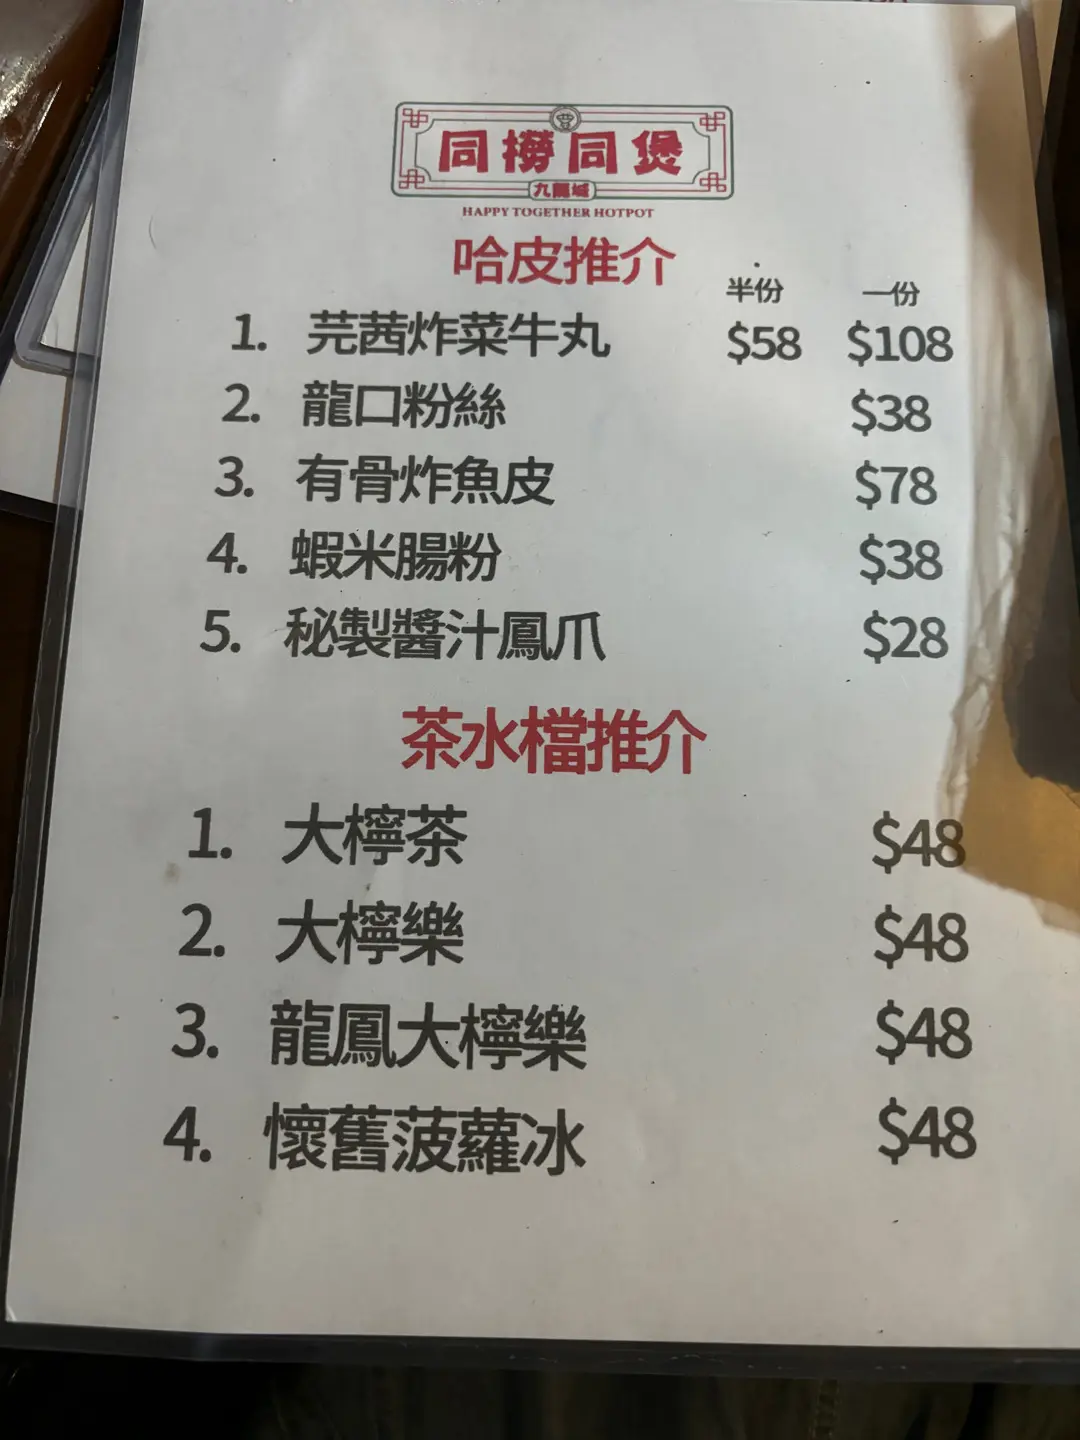 同撈同煲
九龍城
HAPPY TOGETHER HOTPOT
哈皮推介
半份 一份
1. 芫茜炸菜牛丸 $58 $108
2. 龍口粉絲 $38
3. 有骨炸魚皮 $78
4. 蝦米腸粉 $38
5. 秘製醬汁鳳爪 $28
茶水檔推介
1. 大檸茶 $48
2. 大檸樂 $48
3. 龍鳳大檸樂 $48
4. 懷舊菠蘿冰 $48